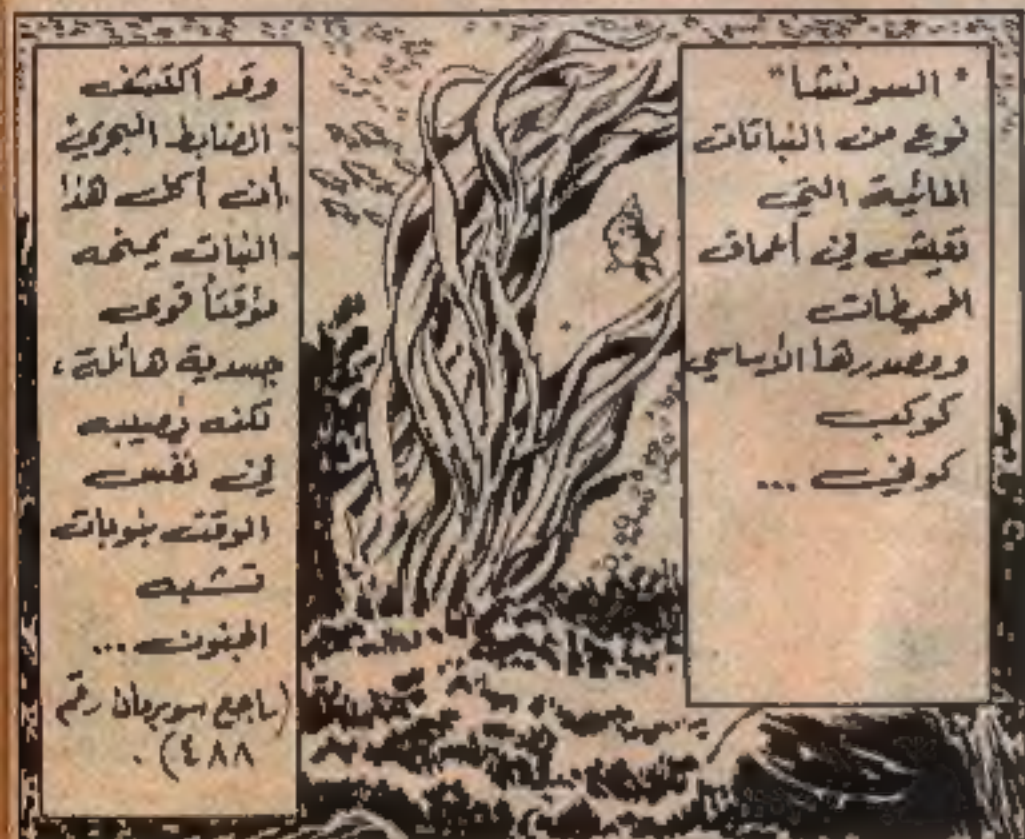 " السونشا "
نوع من النباتات
المائية التي
تعيش في أعماق
المحيطات
ومصدرها الأساسي
كوكب
كوفي ...
وقد اكتشف
الضابط البحري
أن أكل هذا
النبات يمنحه
مؤقتاً قوى
جسدية هائلة ،
لكنه يصيبه
في نفس
الوقت بنوبات
تشبه
الجنون ...
(راجع سوبرمان رقم
٤٨٨) .